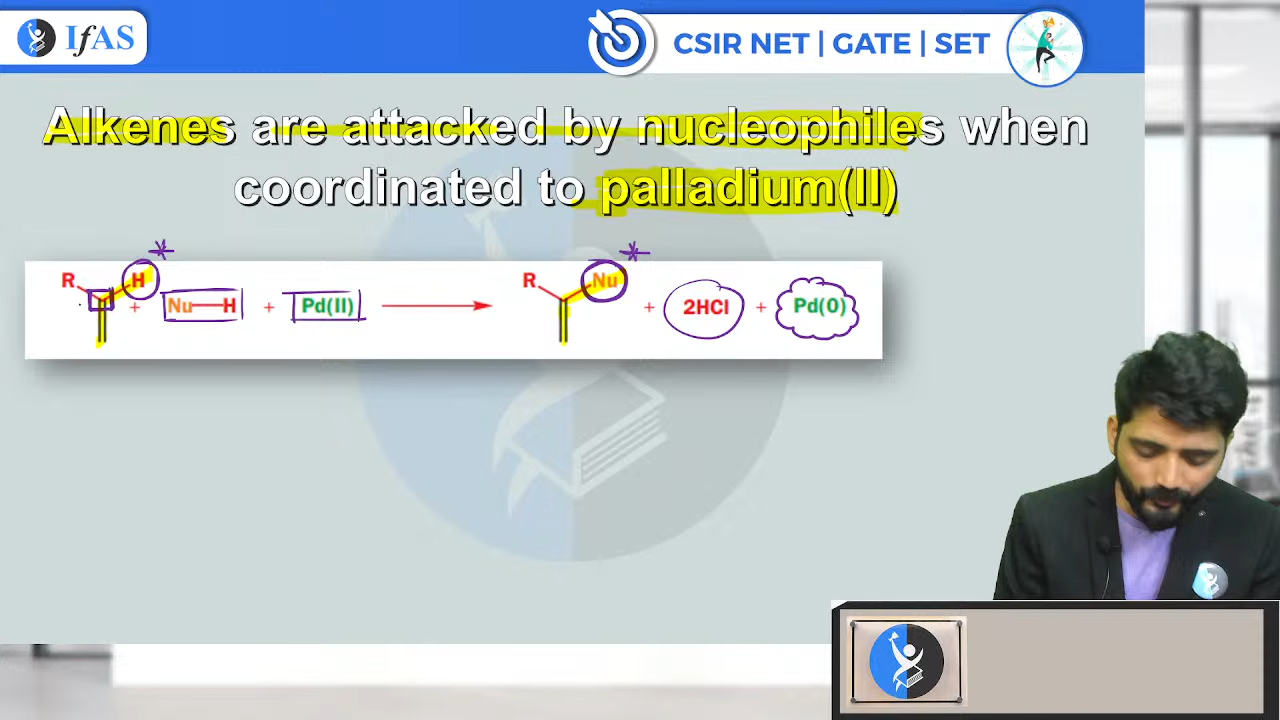 IfAS
CSIR NET | GATE | SET
Alkenes are attacked by nucleophiles when
coordinated to palladium(II)
R H * + Nu—H + Pd(II) → R Nu * + 2HCl + Pd(0)